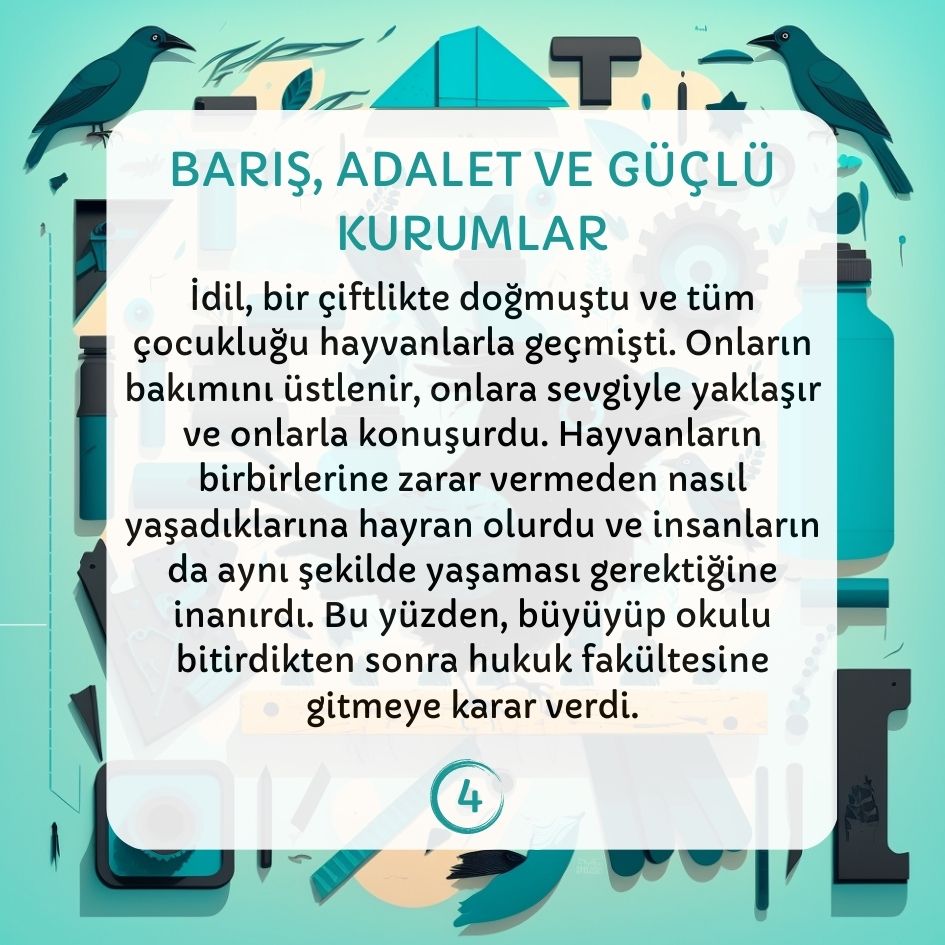 BARIŞ, ADALET VE GÜÇLÜ
KURUMLAR
İdil, bir çiftlikte doğmuştu ve tüm
çocukluğu hayvanlarla geçmişti. Onların
bakımını üstlenir, onlara sevgiyle yaklaşır
ve onlarla konuşurdu. Hayvanların
birbirlerine zarar vermeden nasıl
yaşadıklarına hayran olurdu ve insanların
da aynı şekilde yaşaması gerektiğine
inanırdı. Bu yüzden, büyüyüp okulu
bitirdikten sonra hukuk fakültesine
gitmeye karar verdi.
4